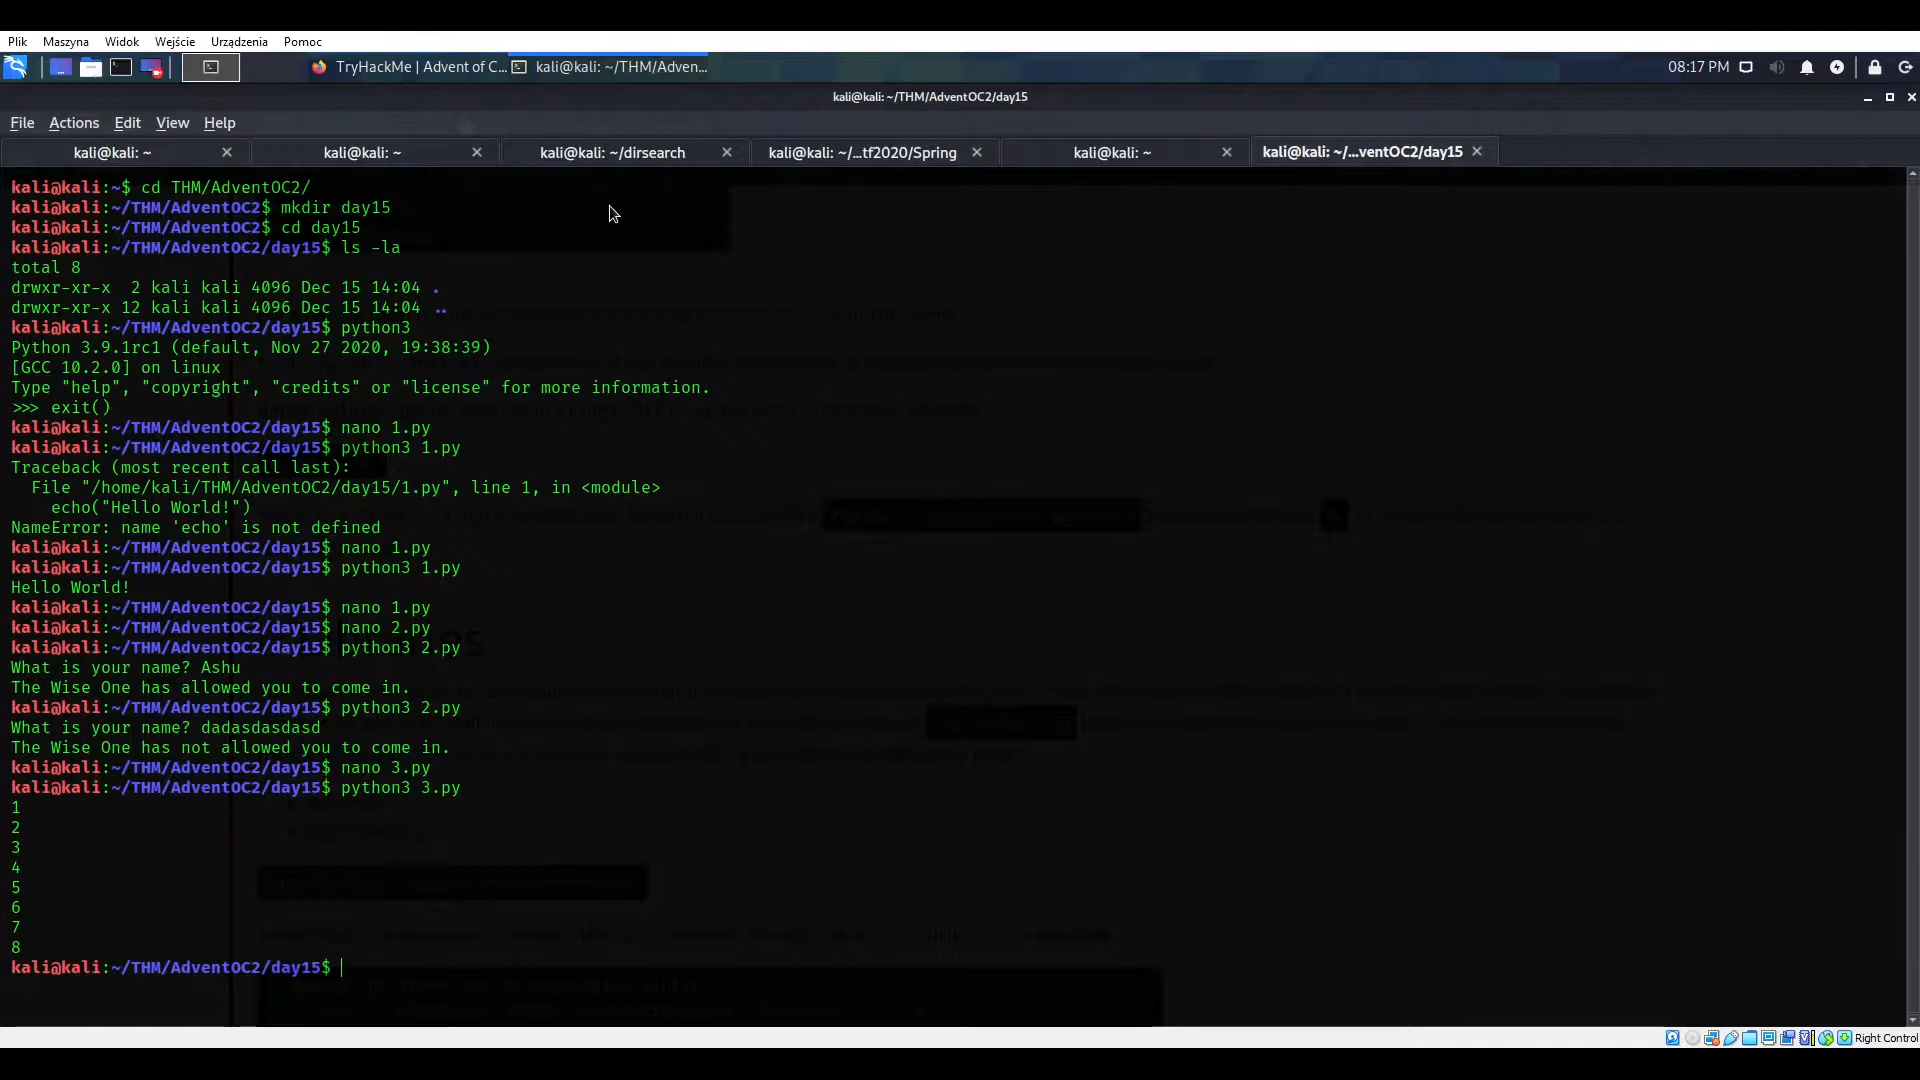 Plik Maszyna Widok Wejście Urządzenia Pomoc
TryHackMe | Advent of C... kali@kali: ~/THM/Adven... 08:17 PM
kali@kali: ~/THM/AdventOC2/day15
File Actions Edit View Help
kali@kali: ~ kali@kali: ~ kali@kali: ~/dirsearch kali@kali: ~/...tf2020/Spring kali@kali: ~ kali@kali: ~/...ventOC2/day15
kali@kali:~$ cd THM/AdventOC2/
kali@kali:~/THM/AdventOC2$ mkdir day15
kali@kali:~/THM/AdventOC2$ cd day15
kali@kali:~/THM/AdventOC2/day15$ ls -la
total 8
drwxr-xr-x  2 kali kali 4096 Dec 15 14:04 .
drwxr-xr-x 12 kali kali 4096 Dec 15 14:04 ..
kali@kali:~/THM/AdventOC2/day15$ python3
Python 3.9.1rc1 (default, Nov 27 2020, 19:38:39)
[GCC 10.2.0] on linux
Type "help", "copyright", "credits" or "license" for more information.
>>> exit()
kali@kali:~/THM/AdventOC2/day15$ nano 1.py
kali@kali:~/THM/AdventOC2/day15$ python3 1.py
Traceback (most recent call last):
  File "/home/kali/THM/AdventOC2/day15/1.py", line 1, in <module>
    echo("Hello World!")
NameError: name 'echo' is not defined
kali@kali:~/THM/AdventOC2/day15$ nano 1.py
kali@kali:~/THM/AdventOC2/day15$ python3 1.py
Hello World!
kali@kali:~/THM/AdventOC2/day15$ nano 1.py
kali@kali:~/THM/AdventOC2/day15$ nano 2.py
kali@kali:~/THM/AdventOC2/day15$ python3 2.py
What is your name? Ashu
The Wise One has allowed you to come in.
kali@kali:~/THM/AdventOC2/day15$ python3 2.py
What is your name? dadasdasdasd
The Wise One has not allowed you to come in.
kali@kali:~/THM/AdventOC2/day15$ nano 3.py
kali@kali:~/THM/AdventOC2/day15$ python3 3.py
1
2
3
4
5
6
7
8
kali@kali:~/THM/AdventOC2/day15$
Right Control